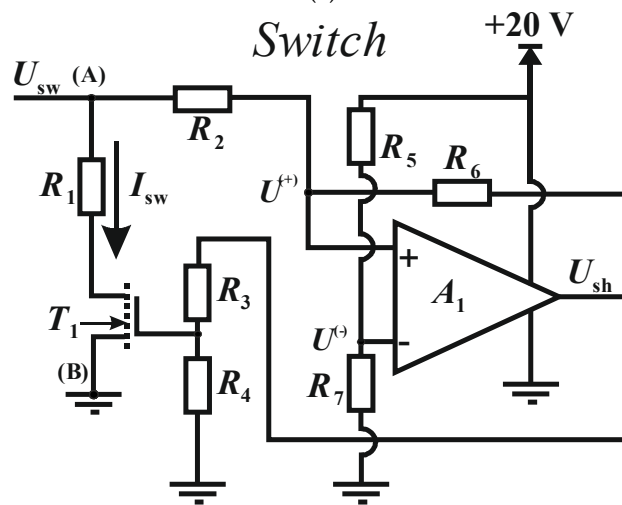 Switch
+20 V
U_sw (A)
R_2
R_5
R_6
R_1
I_sw
U^(+)
+
A_1
U_sh
R_3
T_1
U^(-)
-
(B)
R_4
R_7